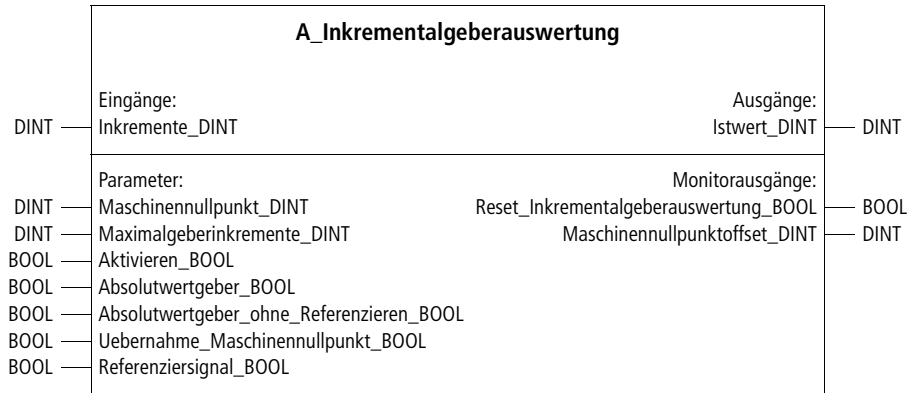 A_Inkrementalgeberauswertung
Eingänge: Ausgänge:
DINT Inkremente_DINT Istwert_DINT DINT
Parameter: Monitorausgänge:
DINT Maschinennullpunkt_DINT Reset_Inkrementalgeberauswertung_BOOL BOOL
DINT Maximalgeberinkremente_DINT Maschinennullpunktoffset_DINT DINT
BOOL Aktivieren_BOOL
BOOL Absolutwertgeber_BOOL
BOOL Absolutwertgeber_ohne_Referenzieren_BOOL
BOOL Uebernahme_Maschinennullpunkt_BOOL
BOOL Referenziersignal_BOOL